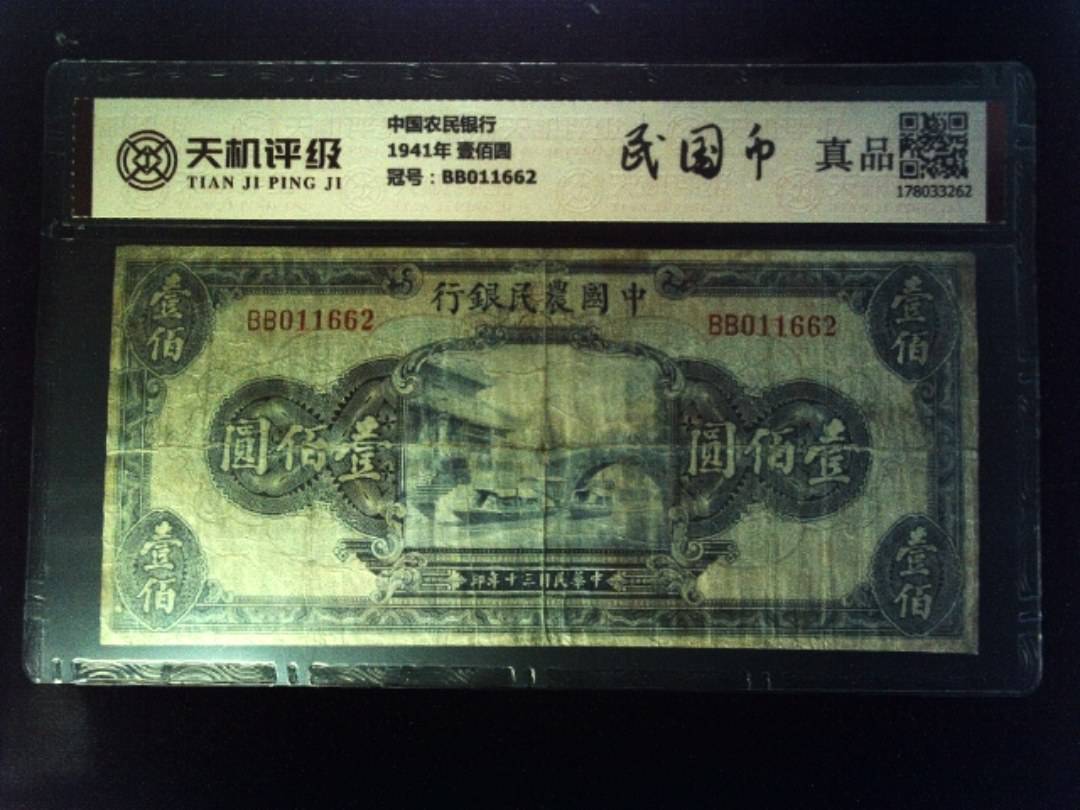 天机评级
TIAN JI PING JI
中国农民银行
1941年 壹佰圆
冠号：BB011662
民国币
真品
178033262
行銀民農國中
壹佰
壹佰
BB011662
BB011662
圓佰壹
圓佰壹
印年十三國民華中
壹佰
壹佰